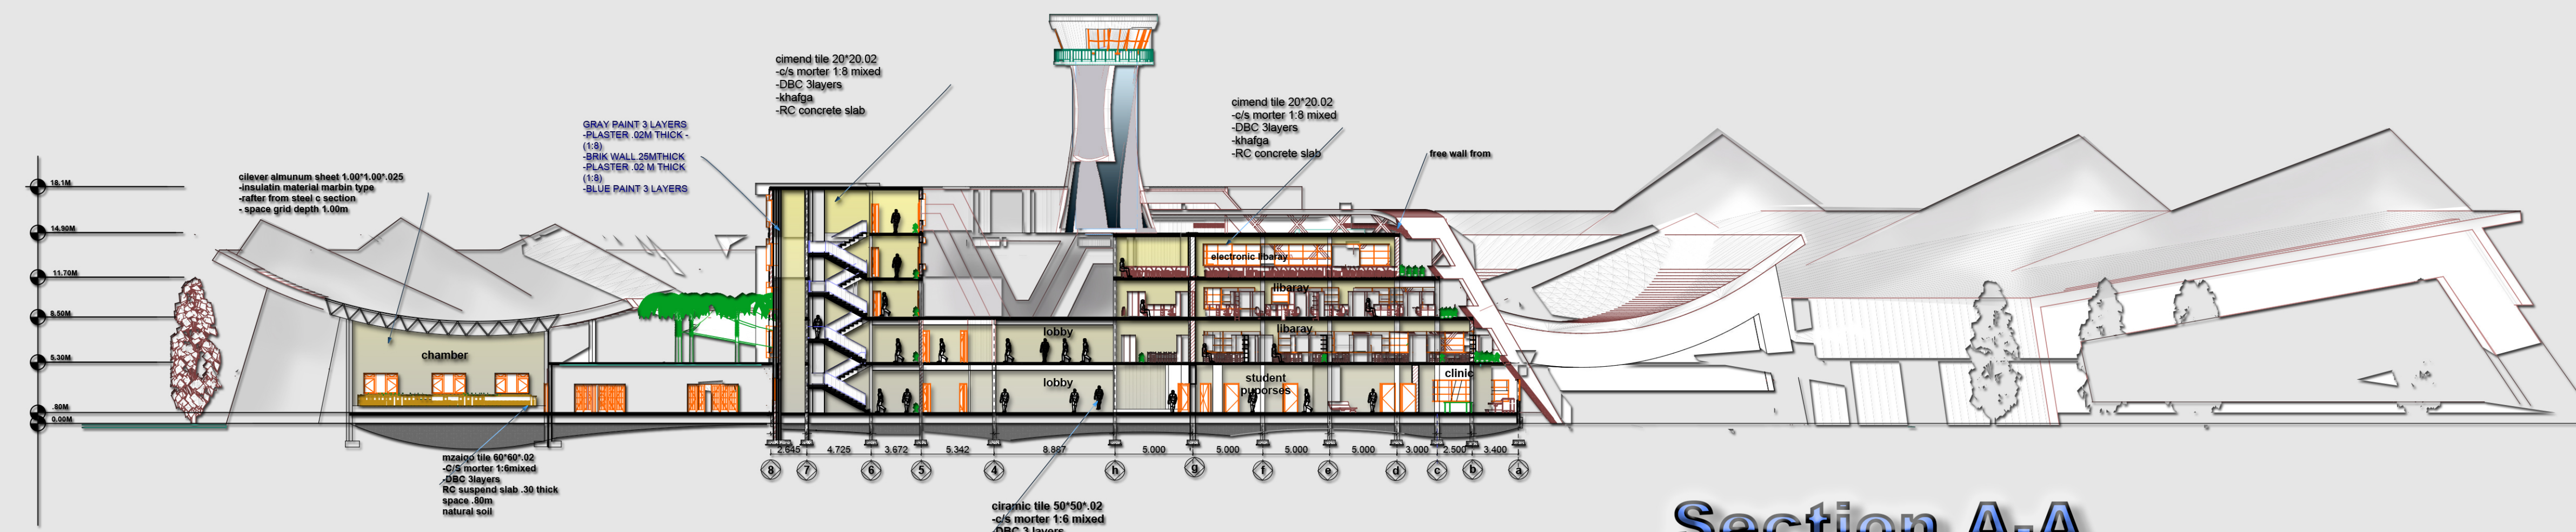 cimend tile 20*20.02
-c/s morter 1:8 mixed
-DBC 3layers
-khafga
-RC concrete slab
cimend tile 20*20.02
-c/s morter 1:8 mixed
-DBC 3layers
-khafga
-RC concrete slab
GRAY PAINT 3 LAYERS
-PLASTER .02M THICK -
(1:8)
-BRIK WALL.25MTHICK
-PLASTER .02 M THICK
(1:8)
-BLUE PAINT 3 LAYERS
free wall from
cilever almunum sheet 1.00*1.00*.025
-insulatin material marbin type
-rafter from steel c section
- space grid depth 1.00m
18.1M
14.90M
11.70M
8.50M
5.30M
.80M
0.00M
electronic libaray
libaray
lobby
libaray
chamber
lobby
student
puporses
clinic
2.645
4.725
3.672
5.342
8.887
5.000
5.000
5.000
5.000
3.000
2.500
3.400
8
7
6
5
4
h
g
f
e
d
c
b
a
mzaiqo tile 60*60*.02
-C/S morter 1:6mixed
-DBC 3layers
RC suspend slab .30 thick
space .80m
natural soil
ciramic tile 50*50*.02
-c/s morter 1:6 mixed
-DBC 3 layers
Section A-A